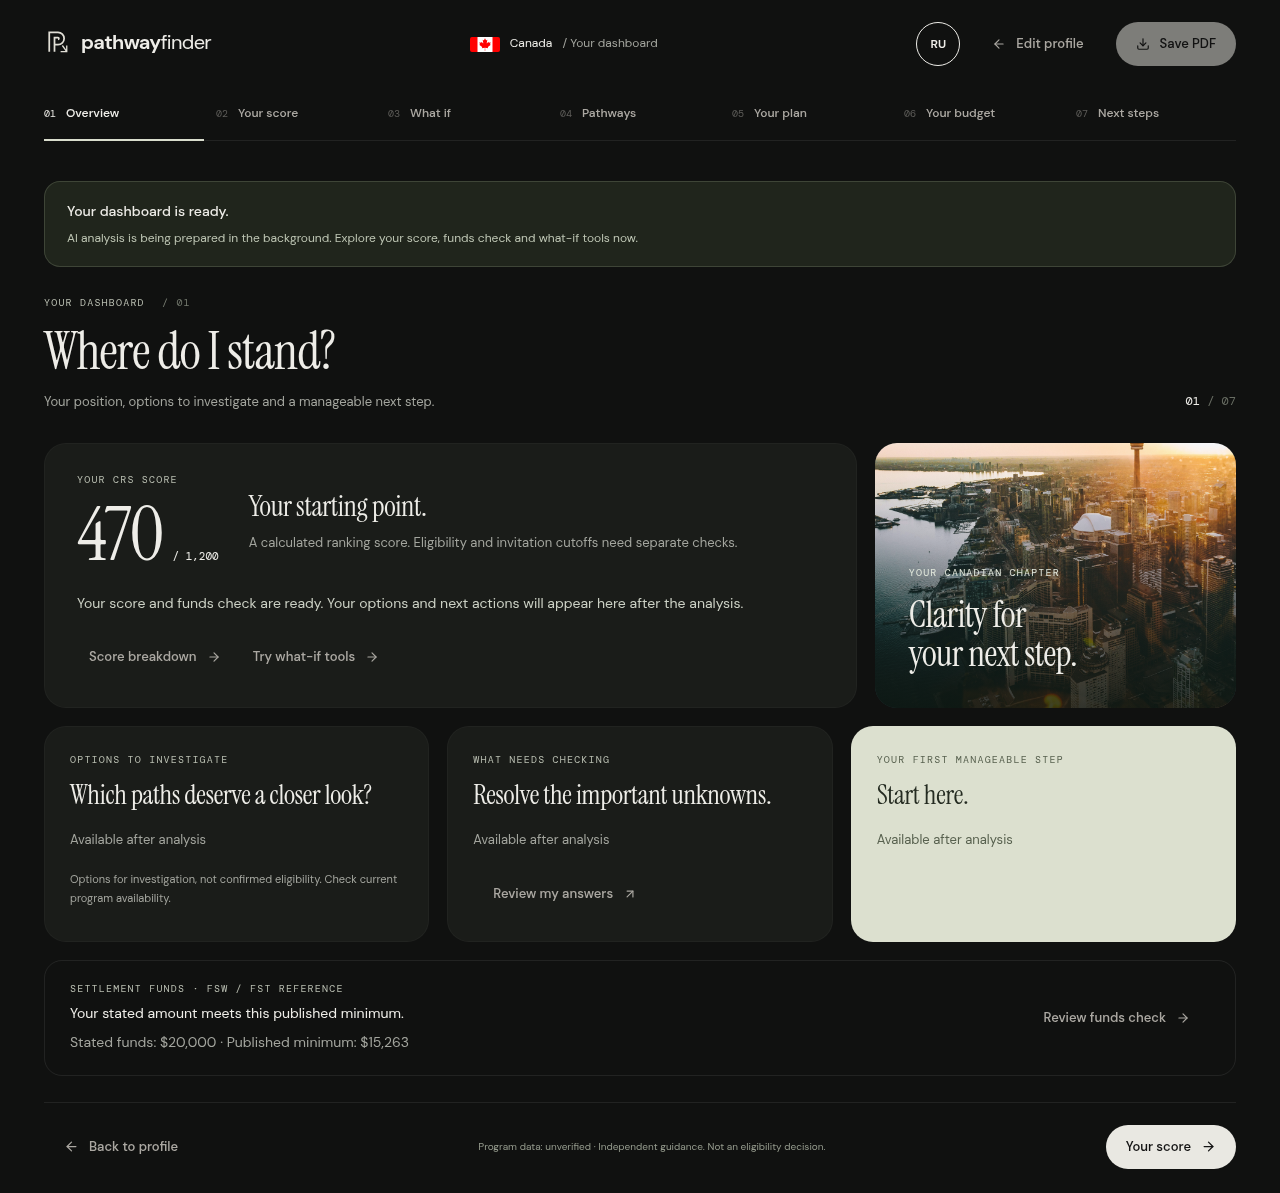 pathwayfinder
Canada / Your dashboard
RU
Edit profile
Save PDF
01 Overview
02 Your score
03 What if
04 Pathways
05 Your plan
06 Your budget
07 Next steps
Your dashboard is ready.
AI analysis is being prepared in the background. Explore your score, funds check and what-if tools now.
YOUR DASHBOARD / 01
Where do I stand?
Your position, options to investigate and a manageable next step.
01 / 07
YOUR CRS SCORE
470 / 1,200
Your starting point.
A calculated ranking score. Eligibility and invitation cutoffs need separate checks.
Your score and funds check are ready. Your options and next actions will appear here after the analysis.
Score breakdown
Try what-if tools
YOUR CANADIAN CHAPTER
Clarity for
your next step.
OPTIONS TO INVESTIGATE
Which paths deserve a closer look?
Available after analysis
Options for investigation, not confirmed eligibility. Check current
program availability.
WHAT NEEDS CHECKING
Resolve the important unknowns.
Available after analysis
Review my answers
YOUR FIRST MANAGEABLE STEP
Start here.
Available after analysis
SETTLEMENT FUNDS · FSW / FST REFERENCE
Your stated amount meets this published minimum.
Stated funds: $20,000 · Published minimum: $15,263
Review funds check
Back to profile
Program data: unverified · Independent guidance. Not an eligibility decision.
Your score